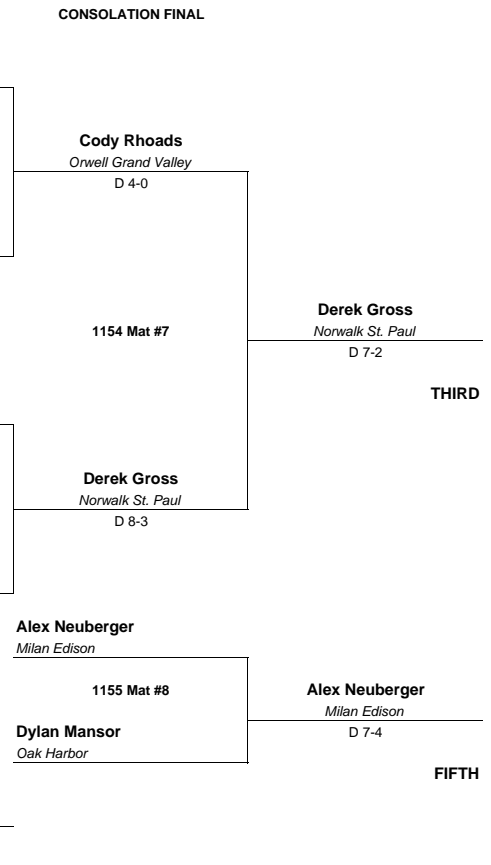 CONSOLATION FINAL
Cody Rhoads
Orwell Grand Valley
D 4-0
1154 Mat #7
Derek Gross
Norwalk St. Paul
D 7-2
THIRD
Derek Gross
Norwalk St. Paul
D 8-3
Alex Neuberger
Milan Edison
1155 Mat #8
Alex Neuberger
Milan Edison
D 7-4
Dylan Mansor
Oak Harbor
FIFTH